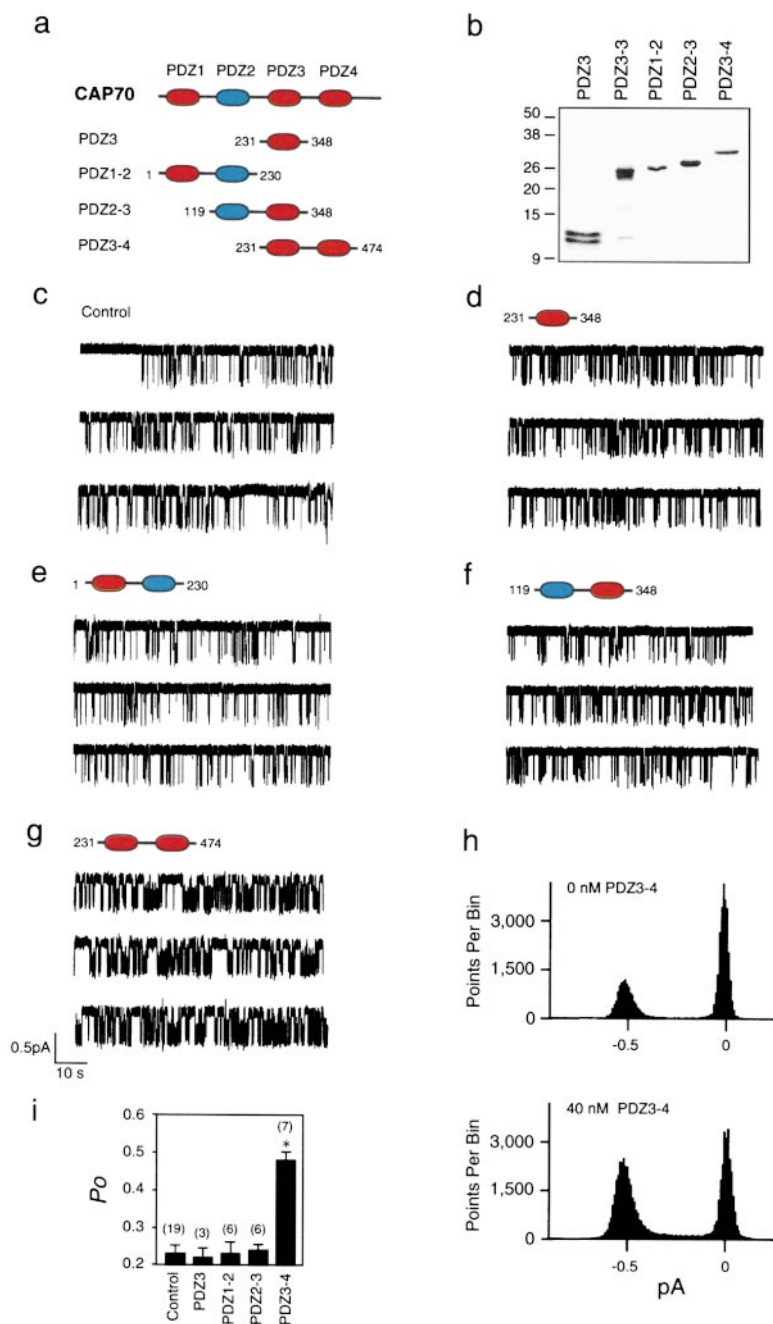 a
PDZ1 PDZ2 PDZ3 PDZ4
CAP70
PDZ3 231 348
PDZ1-2 1 230
PDZ2-3 119 348
PDZ3-4 231 474
b
PDZ3 PDZ3-3 PDZ1-2 PDZ2-3 PDZ3-4
50
38
26
20
15
9
c
Control
d
231 348
e
1 230
f
119 348
g
231 474
0.5pA
10 s
h
0 nM PDZ3-4
Points Per Bin
3,000
1,500
0
-0.5 0
40 nM PDZ3-4
Points Per Bin
3,000
1,500
0
-0.5 0
pA
i
Po
0.6
0.5
0.4
0.3
0.2
(19) (3) (6) (6) (7)
*
Control PDZ3 PDZ1-2 PDZ2-3 PDZ3-4